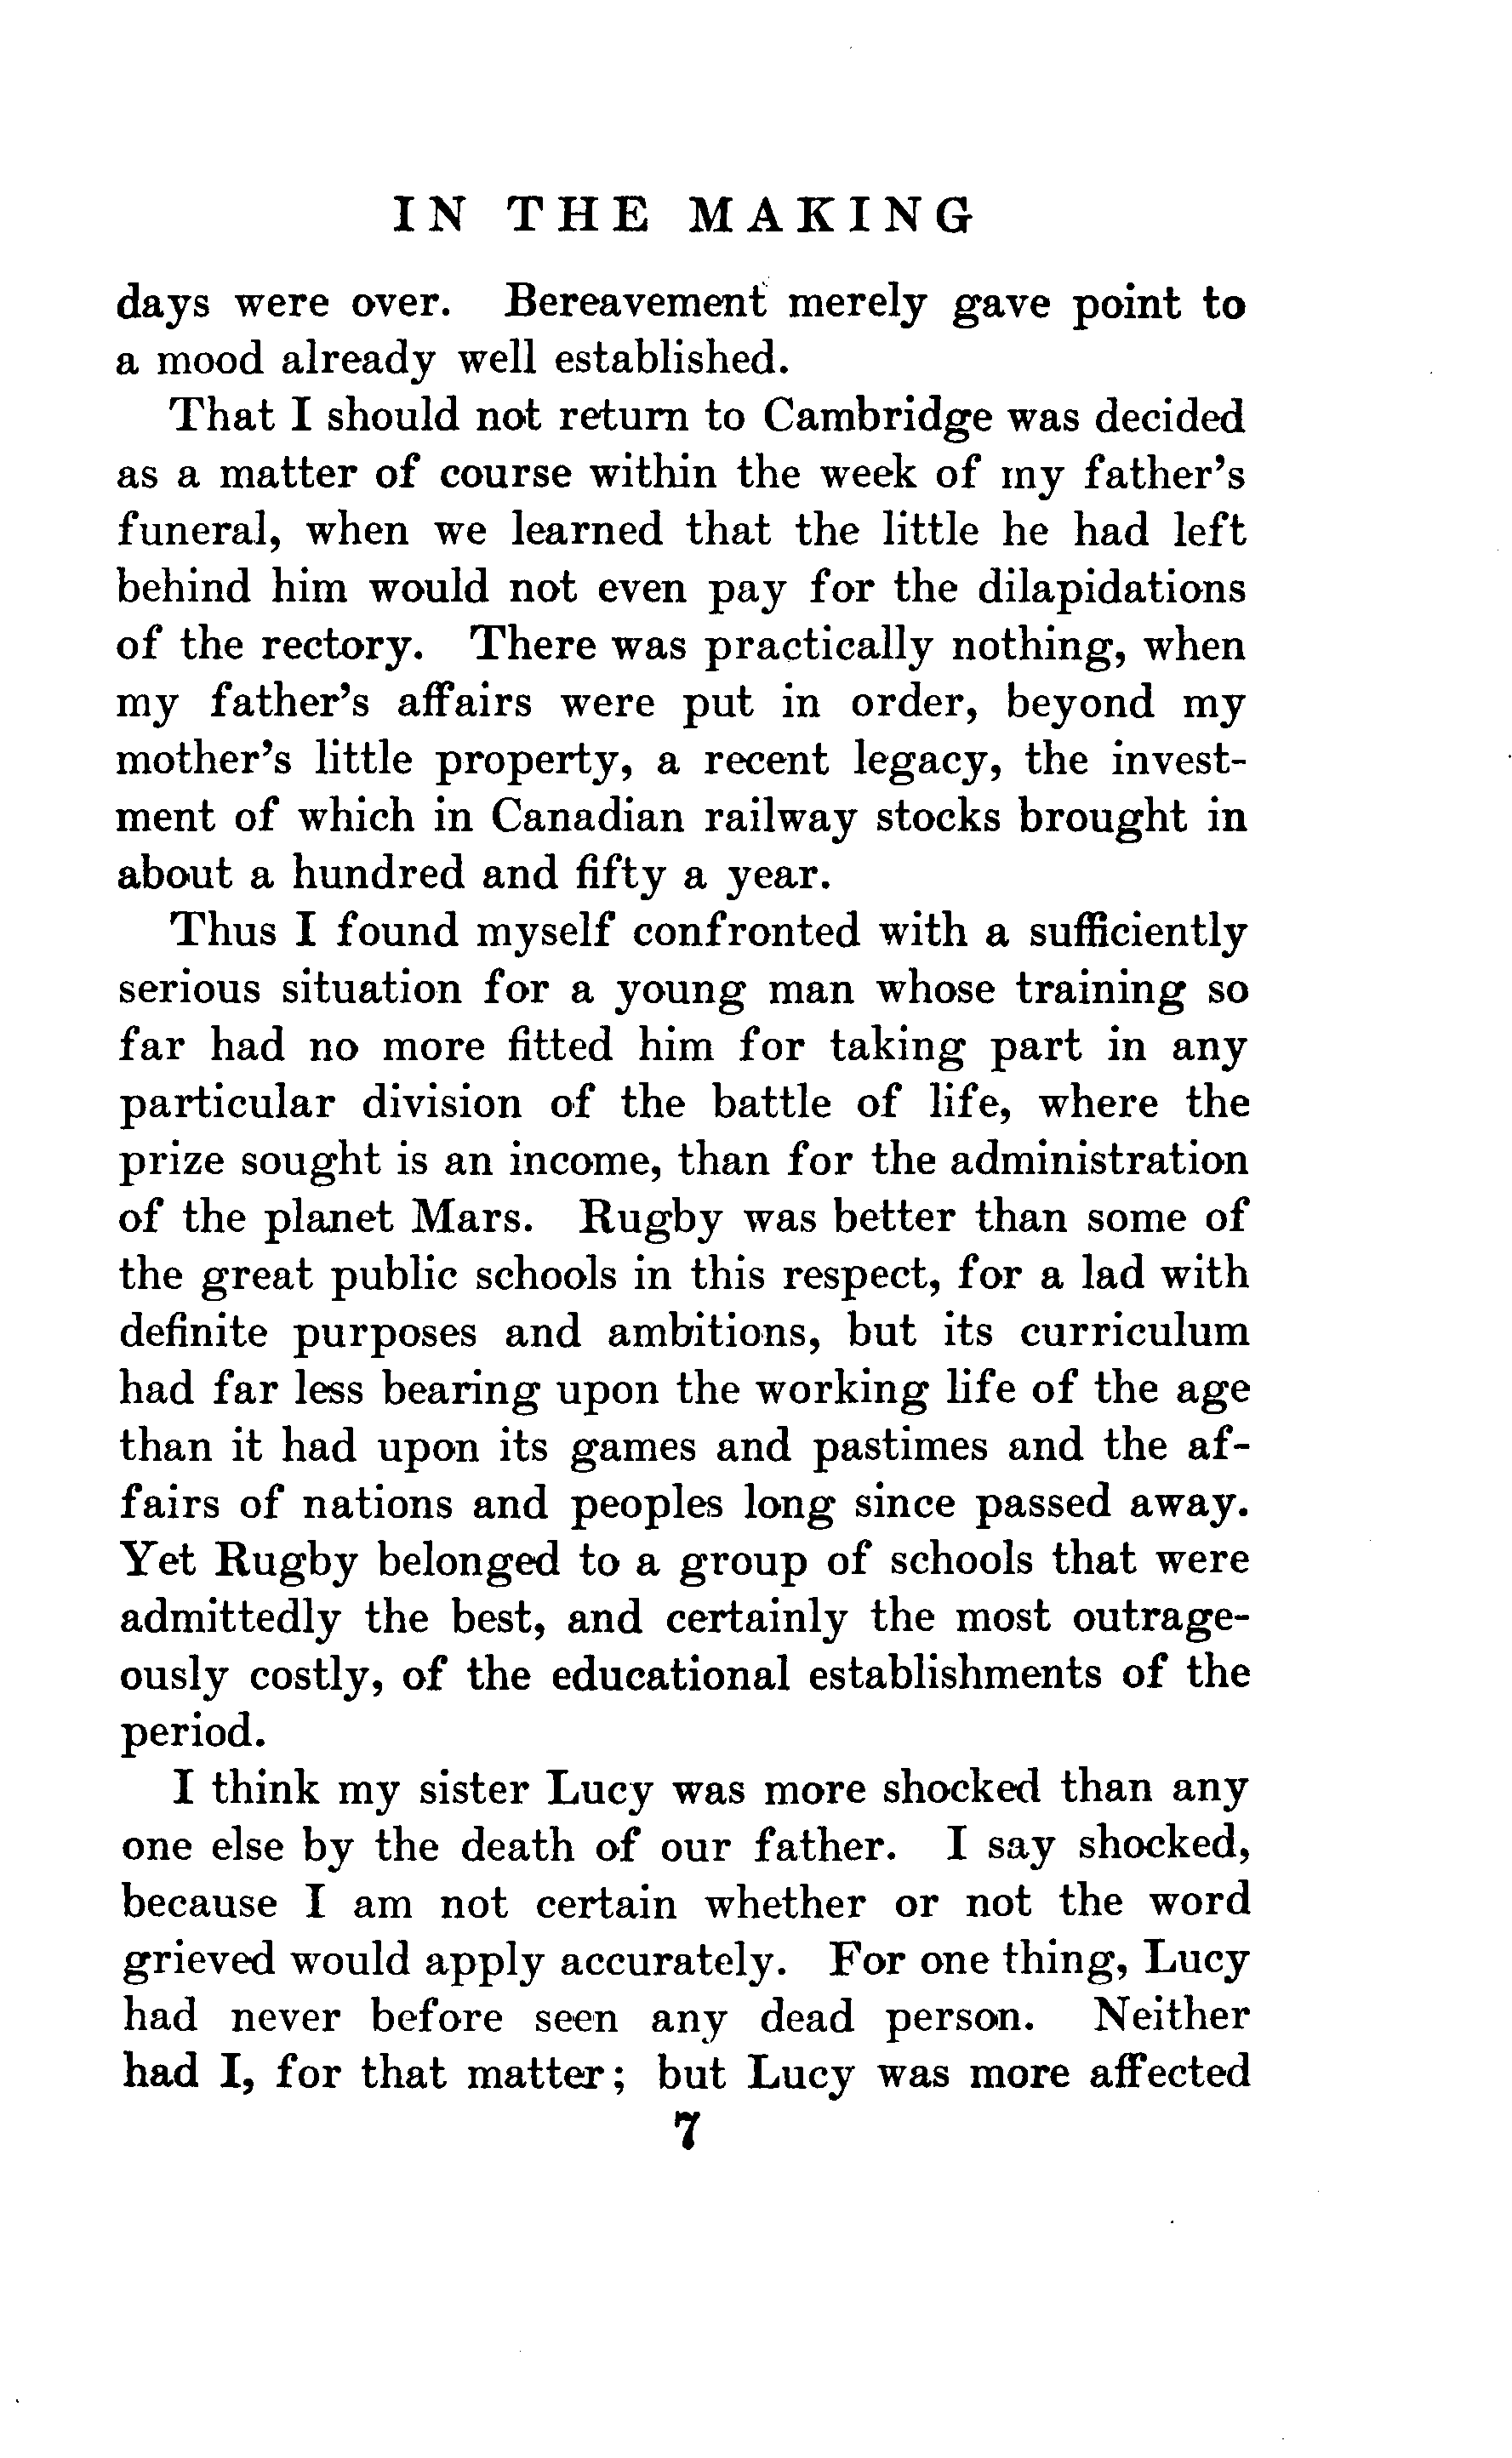 IN THE MAKING
days were over. Bereavement merely gave point to
a mood already well established.
That I should not return to Cambridge was decided
as a matter of course within the week of my father's
funeral, when we learned that the little he had left
behind him would not even pay for the dilapidations
of the rectory. There was practically nothing, when
my father's affairs were put in order, beyond my
mother's little property, a recent legacy, the invest-
ment of which in Canadian railway stocks brought in
about a hundred and fifty a year.
Thus I found myself confronted with a sufficiently
serious situation for a young man whose training so
far had no more fitted him for taking part in any
particular division of the battle of life, where the
prize sought is an income, than for the administration
of the planet Mars. Rugby was better than some of
the great public schools in this respect, for a lad with
definite purposes and ambitions, but its curriculum
had far less bearing upon the working life of the age
than it had upon its games and pastimes and the af-
fairs of nations and peoples long since passed away.
Yet Rugby belonged to a group of schools that were
admittedly the best, and certainly the most outrage-
ously costly, of the educational establishments of the
period.
I think my sister Lucy was more shocked than any
one else by the death of our father. I say shocked,
because I am not certain whether or not the word
grieved would apply accurately. For one thing, Lucy
had never before seen any dead person. Neither
had I, for that matter; but Lucy was more affected
7